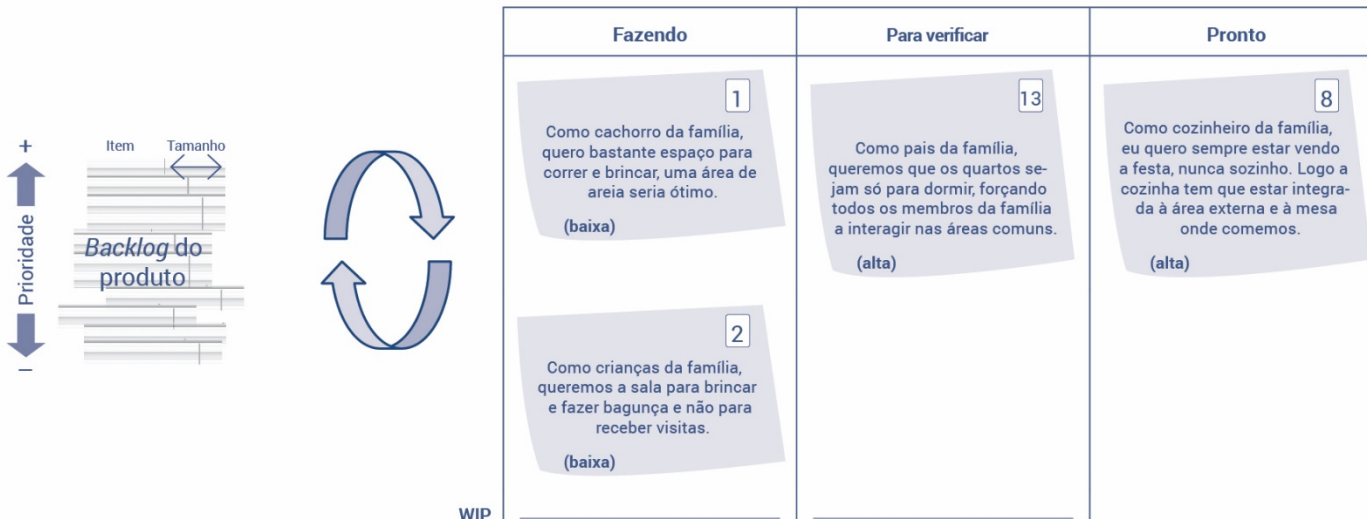 +
Prioridade
–
Item Tamanho
Backlog do
produto
Fazendo
1
Como cachorro da família,
quero bastante espaço para
correr e brincar, uma área de
areia seria ótimo.
(baixa)
2
Como crianças da família,
queremos a sala para brincar
e fazer bagunça e não para
receber visitas.
(baixa)
Para verificar
13
Como pais da família,
queremos que os quartos se-
jam só para dormir, forçando
todos os membros da família
a interagir nas áreas comuns.
(alta)
Pronto
8
Como cozinheiro da família,
eu quero sempre estar vendo
a festa, nunca sozinho. Logo a
cozinha tem que estar integra-
da à área externa e à mesa
onde comemos.
(alta)
WIP